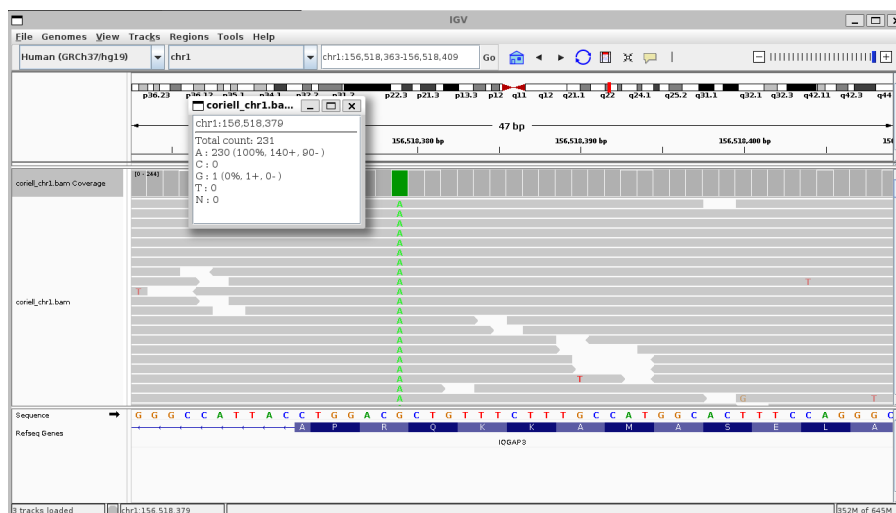 IGV
File Genomes View Tracks Regions Tools Help
Human (GRCh37/hg19) chr1 chr1:156,518,363-156,518,409 Go
p36.23 p36.12 p35.1 p34.1 p32.2 p31.2 p22.3 p21.3 p13.3 p12 q11 q12 q21.1 q22 q24.1 q25.2 q31.1 q32.1 q32.3 q42.11 q42.3 q44
47 bp
156,518,380 bp 156,518,390 bp 156,518,400 bp
coriell_chr1.ba...
chr1:156,518,379
Total count: 231
A : 230 (100%, 140+, 90- )
C : 0
G : 1 (0%, 1+, 0- )
T : 0
N : 0
coriell_chr1.bam Coverage
[0 - 244]
A
A
A
A
A
A
A
A
A T
T A
A
A
A
A
A
A
A
A
A T
A
A G T
coriell_chr1.bam
Sequence G G G C C A T T A C C T G G A C G C T G T T T C T T T G C C A T G G C A C T T T C C A G G G C
Refseq Genes A P R Q K K A M A S E L A
IQGAP3
3 tracks loaded chr1:156,518,379 352M of 645M